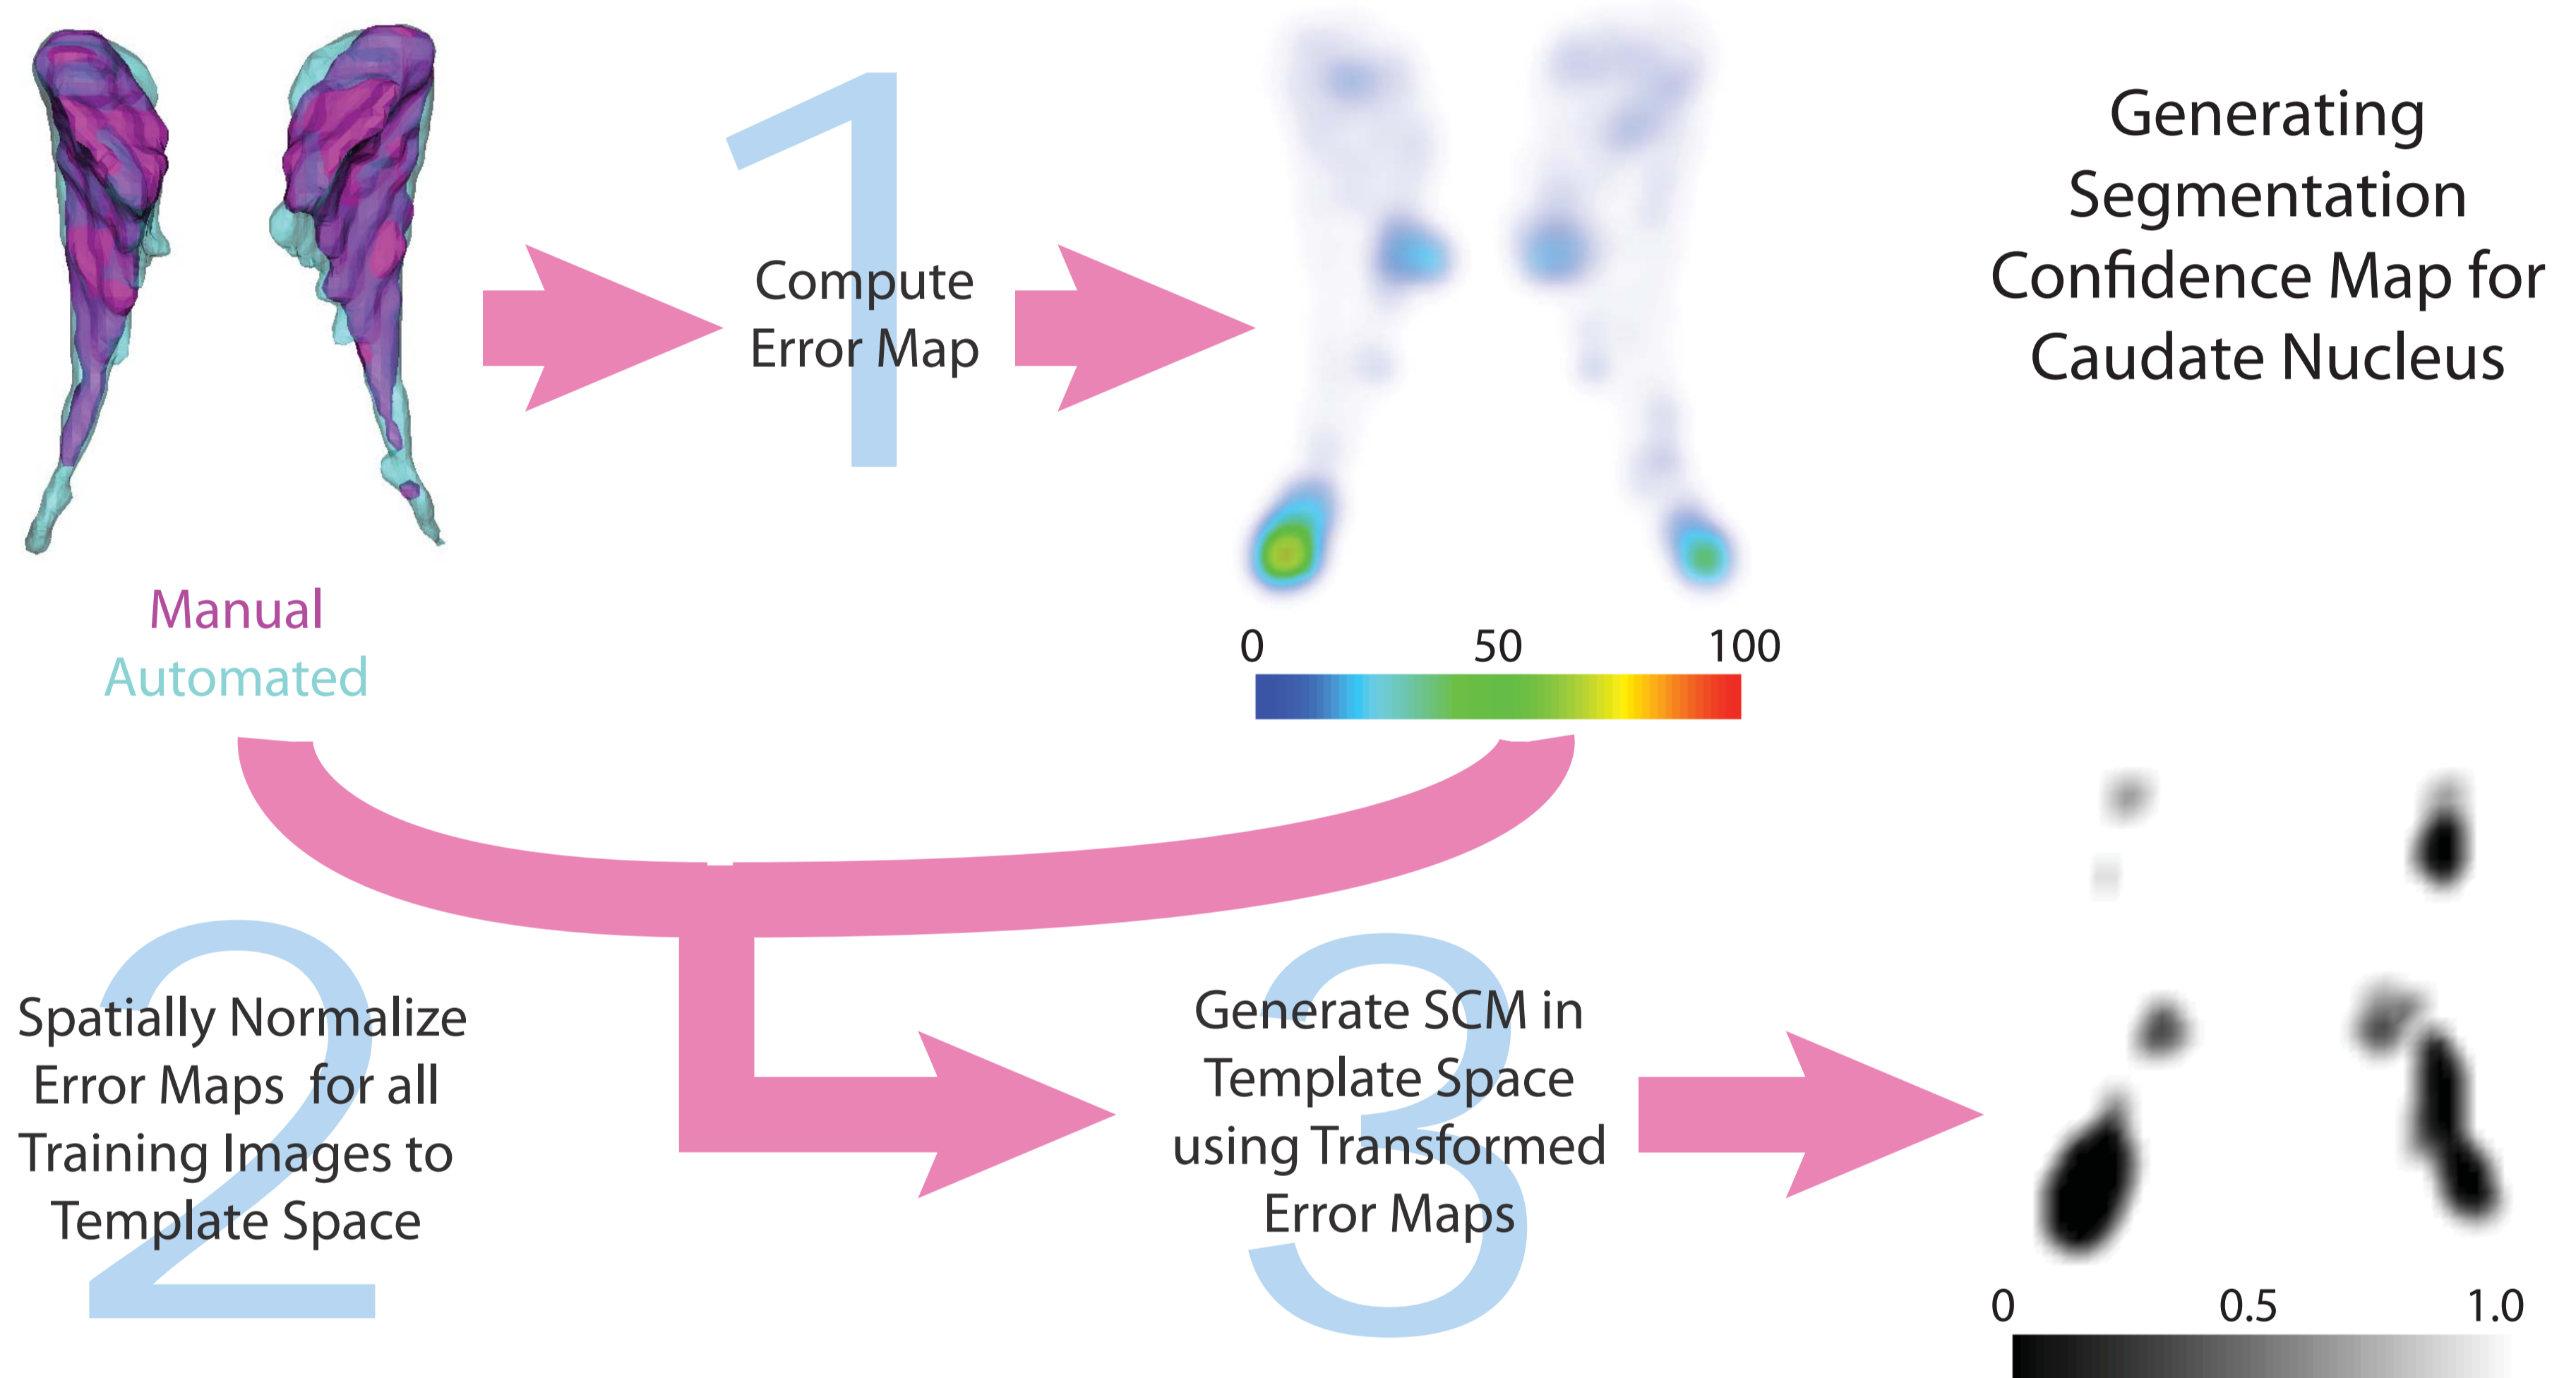 Generating
Segmentation
Confidence Map for
Caudate Nucleus
Manual
Automated
1
Compute
Error Map
0 50 100
2
Spatially Normalize
Error Maps for all
Training Images to
Template Space
3
Generate SCM in
Template Space
using Transformed
Error Maps
0 0.5 1.0